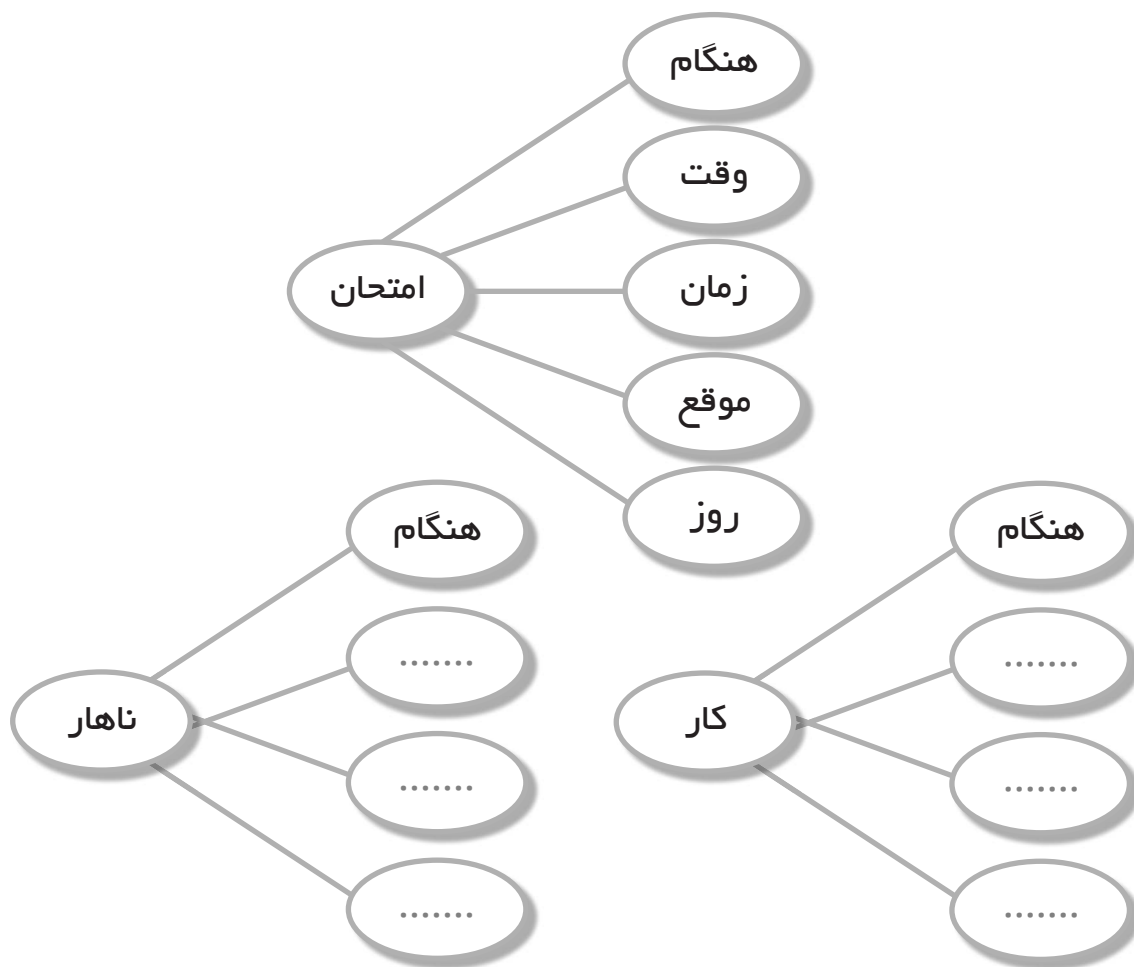 هنگام
وقت
امتحان
زمان
موقع
روز
هنگام
.......
کار
.......
.......
هنگام
.......
ناهار
.......
.......